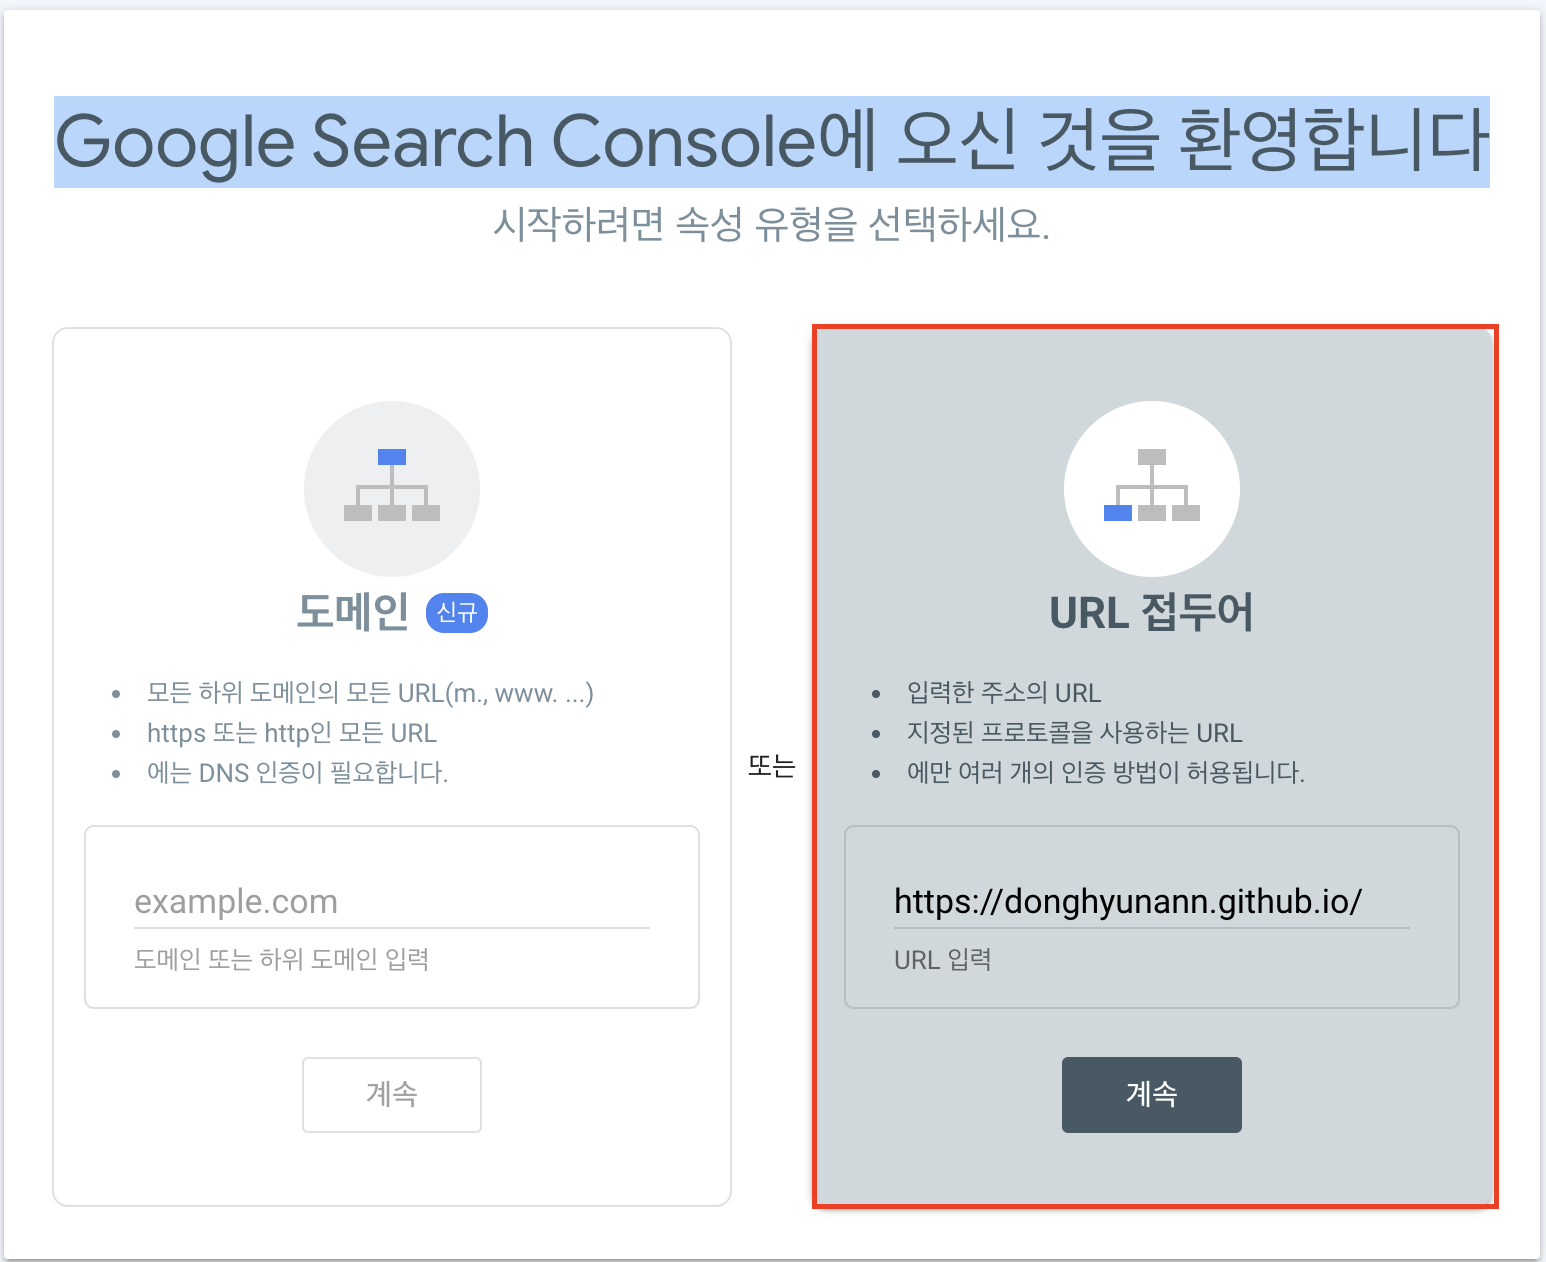 Google Search Console에 오신 것을 환영합니다
시작하려면 속성 유형을 선택하세요.
도메인 신규
모든 하위 도메인의 모든 URL(m., www. ...)
https 또는 http인 모든 URL
에는 DNS 인증이 필요합니다.
example.com
도메인 또는 하위 도메인 입력
계속
또는
URL 접두어
입력한 주소의 URL
지정된 프로토콜을 사용하는 URL
에만 여러 개의 인증 방법이 허용됩니다.
https://donghyunann.github.io/
URL 입력
계속